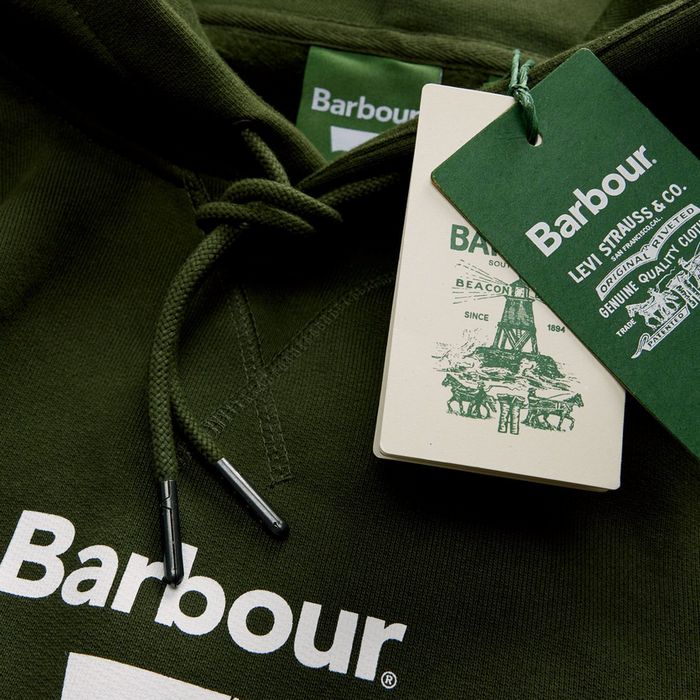 Barbour
Barbour.
LEVI STRAUSS & CO.
SAN FRANCISCO, CAL.
ORIGINAL RIVETED
GENUINE QUALITY
TRADE
PATENTED
BEACON
SINCE 1894
Barbour®